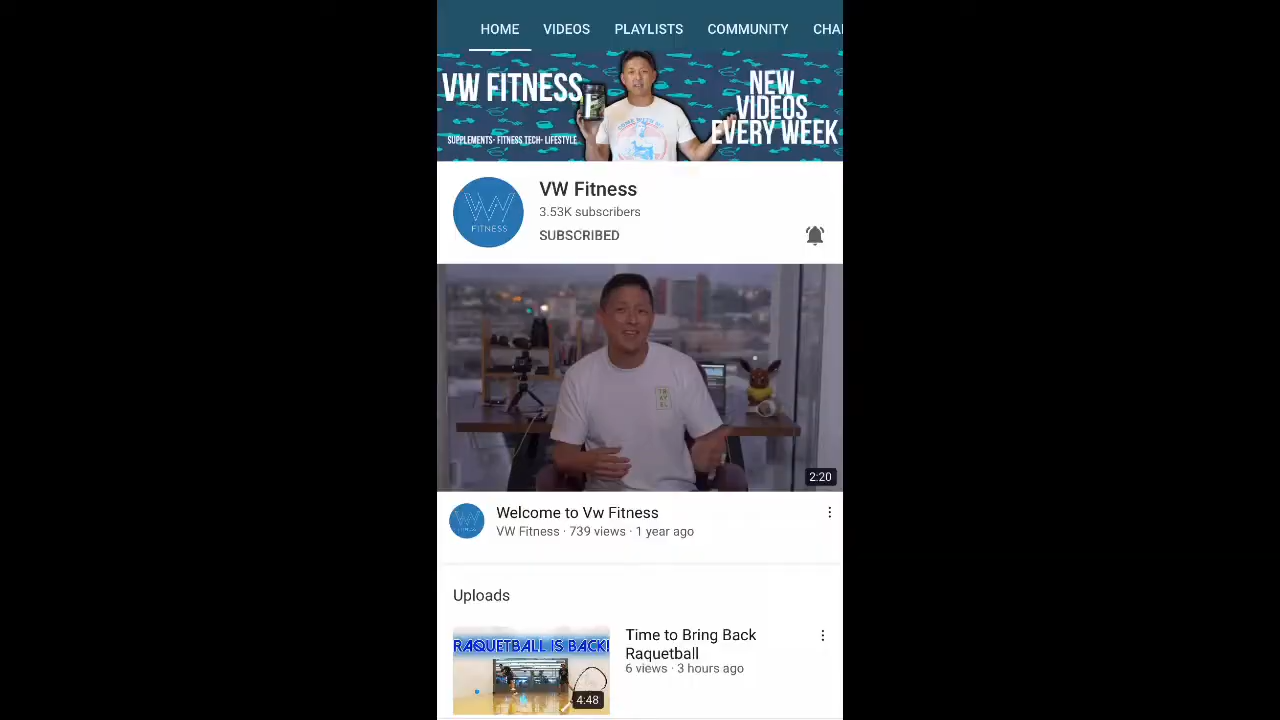 HOME VIDEOS PLAYLISTS COMMUNITY CHA
VW FITNESS
SUPPLEMENTS- FITNESS TECH- LIFESTYLE
NEW
VIDEOS
EVERY WEEK
VW
FITNESS
VW Fitness
3.53K subscribers
SUBSCRIBED
2:20
Welcome to Vw Fitness
VW Fitness · 739 views · 1 year ago
Uploads
RAQUETBALL IS BACK!
4:48
Time to Bring Back
Raquetball
6 views · 3 hours ago